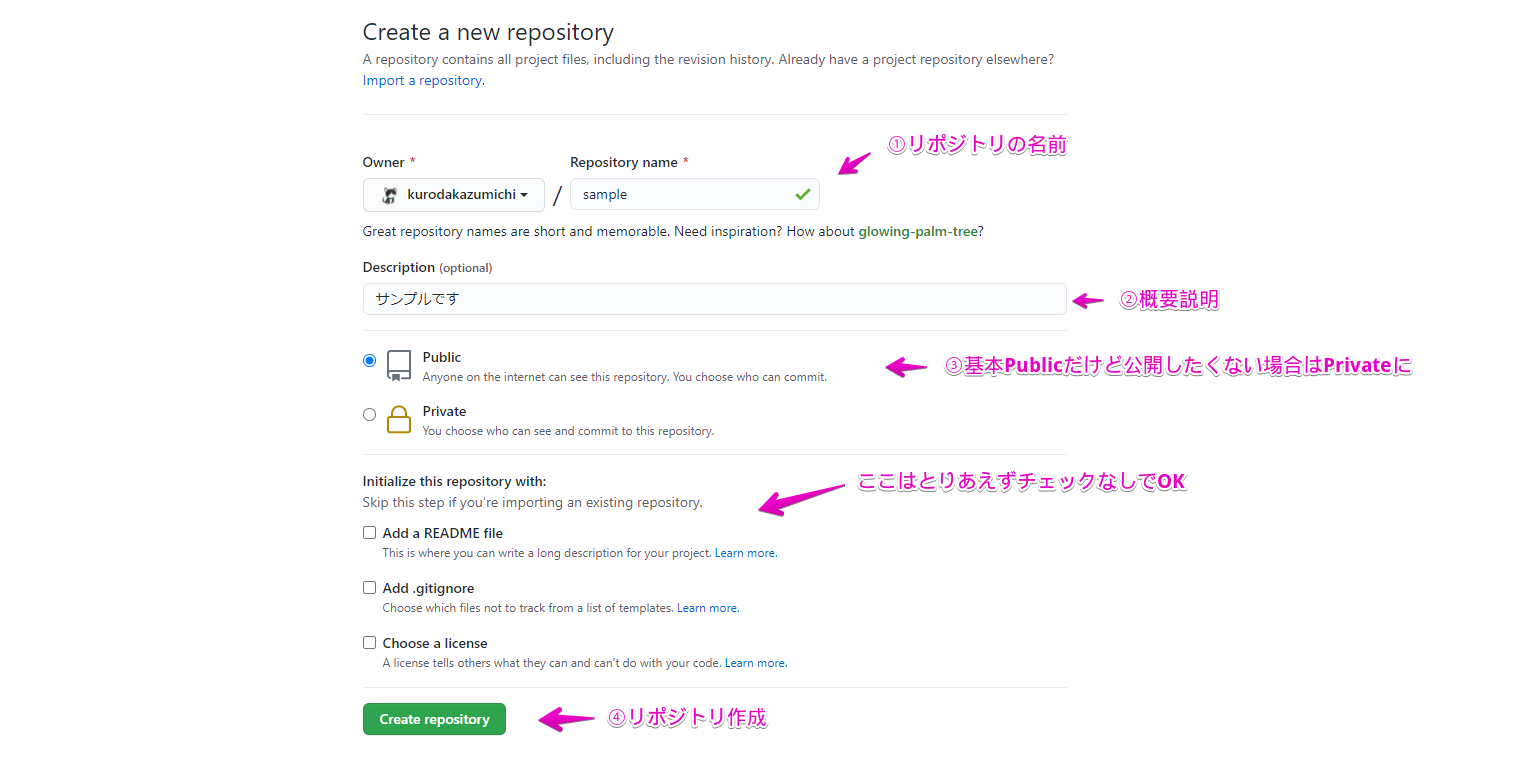 Create a new repository
A repository contains all project files, including the revision history. Already have a project repository elsewhere?
Import a repository.
①リポジトリの名前
Owner * Repository name *
kurodakazumichi / sample
Great repository names are short and memorable. Need inspiration? How about glowing-palm-tree?
Description (optional)
サンプルです
②概要説明
Public
Anyone on the internet can see this repository. You choose who can commit.
③基本Publicだけど公開したくない場合はPrivateに
Private
You choose who can see and commit to this repository.
Initialize this repository with:
ここはとりあえずチェックなしでOK
Skip this step if you're importing an existing repository.
Add a README file
This is where you can write a long description for your project. Learn more.
Add .gitignore
Choose which files not to track from a list of templates. Learn more.
Choose a license
A license tells others what they can and can't do with your code. Learn more.
Create repository
④リポジトリ作成